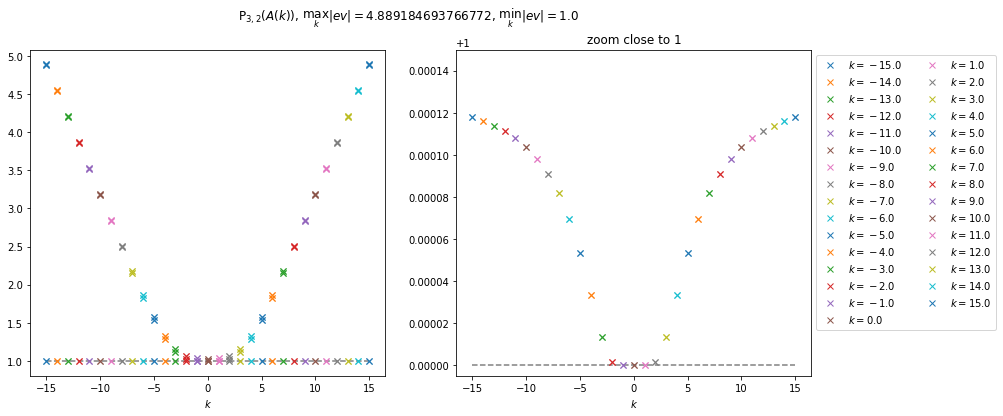 P3,2(A(k)), max k |ev| = 4.889184693766772, min k |ev| = 1.0
zoom close to 1
+1
5.0
4.5
4.0
3.5
3.0
2.5
2.0
1.5
1.0
−15
−10
−5
0
5
10
15
k
0.00014
0.00012
0.00010
0.00008
0.00006
0.00004
0.00002
0.00000
−15
−10
−5
0
5
10
15
k
k = −15.0
k = −14.0
k = −13.0
k = −12.0
k = −11.0
k = −10.0
k = −9.0
k = −8.0
k = −7.0
k = −6.0
k = −5.0
k = −4.0
k = −3.0
k = −2.0
k = −1.0
k = 0.0
k = 1.0
k = 2.0
k = 3.0
k = 4.0
k = 5.0
k = 6.0
k = 7.0
k = 8.0
k = 9.0
k = 10.0
k = 11.0
k = 12.0
k = 13.0
k = 14.0
k = 15.0